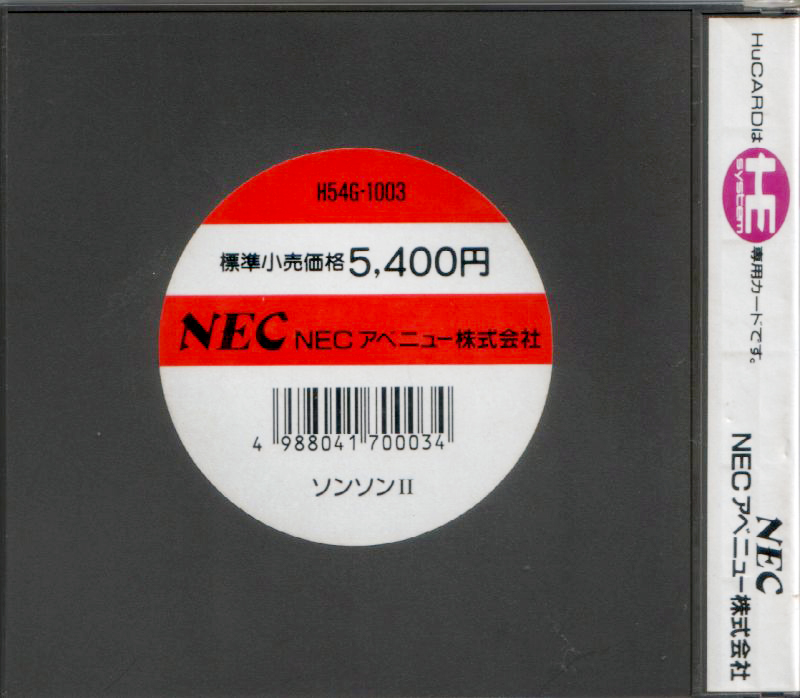 H54G-1003
標準小売価格5,400円
NEC NECアベニュー株式会社
4 988041 700034
ソンソンII
HuCARDは HE system 専用カードです。
NEC
NECアベニュー株式会社